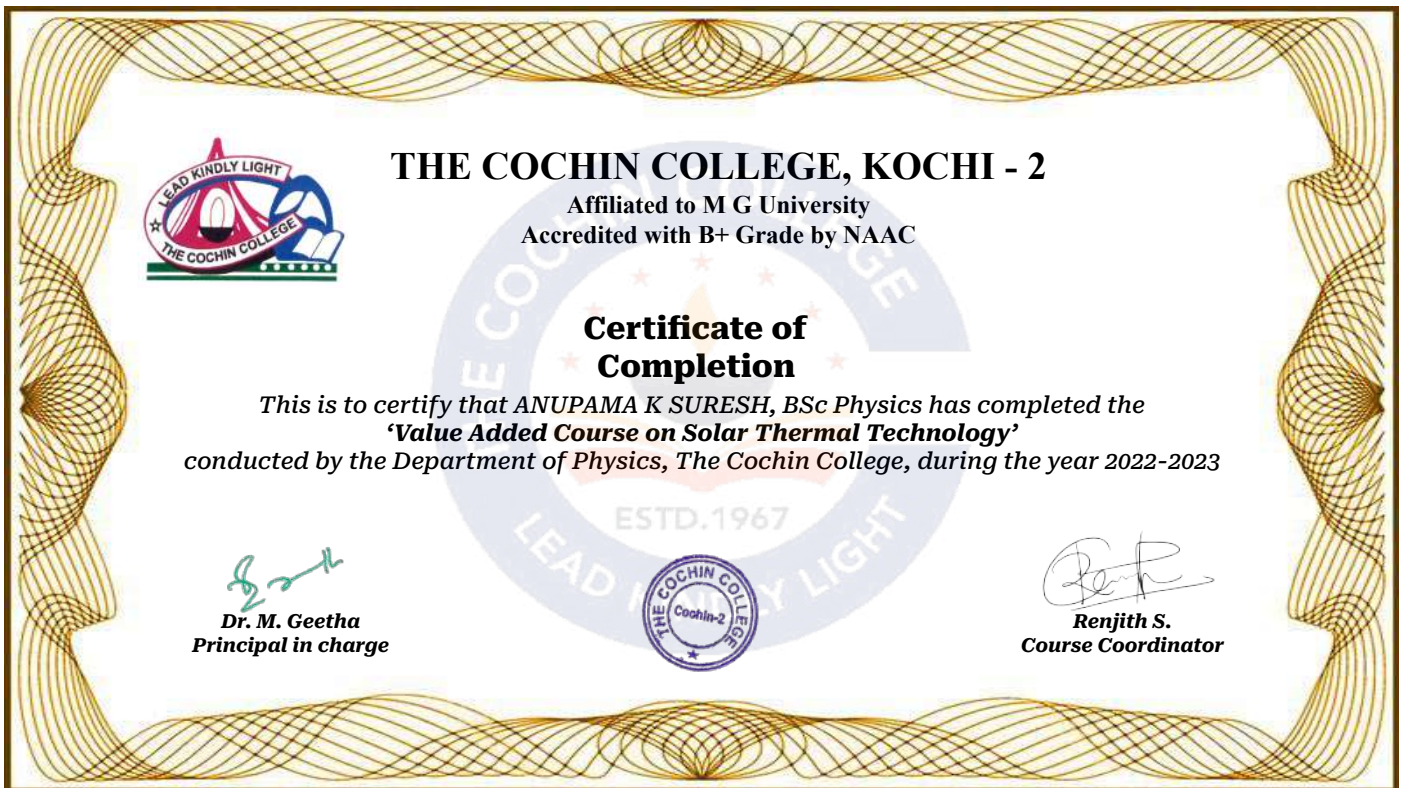 LEAD KINDLY LIGHT
THE COCHIN COLLEGE
THE COCHIN COLLEGE, KOCHI - 2
Affiliated to M G University
Accredited with B+ Grade by NAAC
THE COCHIN COLLEGE
Certificate of
Completion
This is to certify that ANUPAMA K SURESH, BSc Physics has completed the
‘Value Added Course on Solar Thermal Technology’
conducted by the Department of Physics, The Cochin College, during the year 2022-2023
ESTD.1967
LEAD KINDLY LIGHT
THE COCHIN COLLEGE
Cochin-2
Dr. M. Geetha
Principal in charge
Renjith S.
Course Coordinator